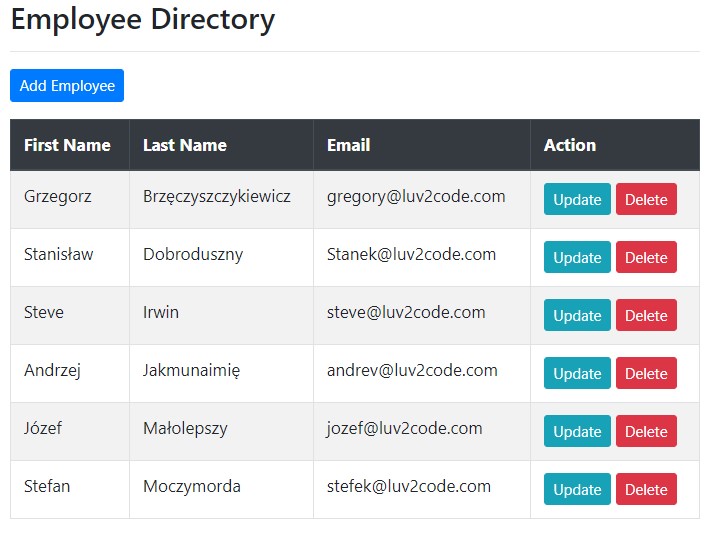 Employee Directory
Add Employee
First Name Last Name Email Action
Grzegorz Brzęczyszczykiewicz gregory@luv2code.com Update Delete
Stanisław Dobroduszny Stanek@luv2code.com Update Delete
Steve Irwin steve@luv2code.com Update Delete
Andrzej Jakmunaimię andrev@luv2code.com Update Delete
Józef Małolepszy jozef@luv2code.com Update Delete
Stefan Moczymorda stefek@luv2code.com Update Delete